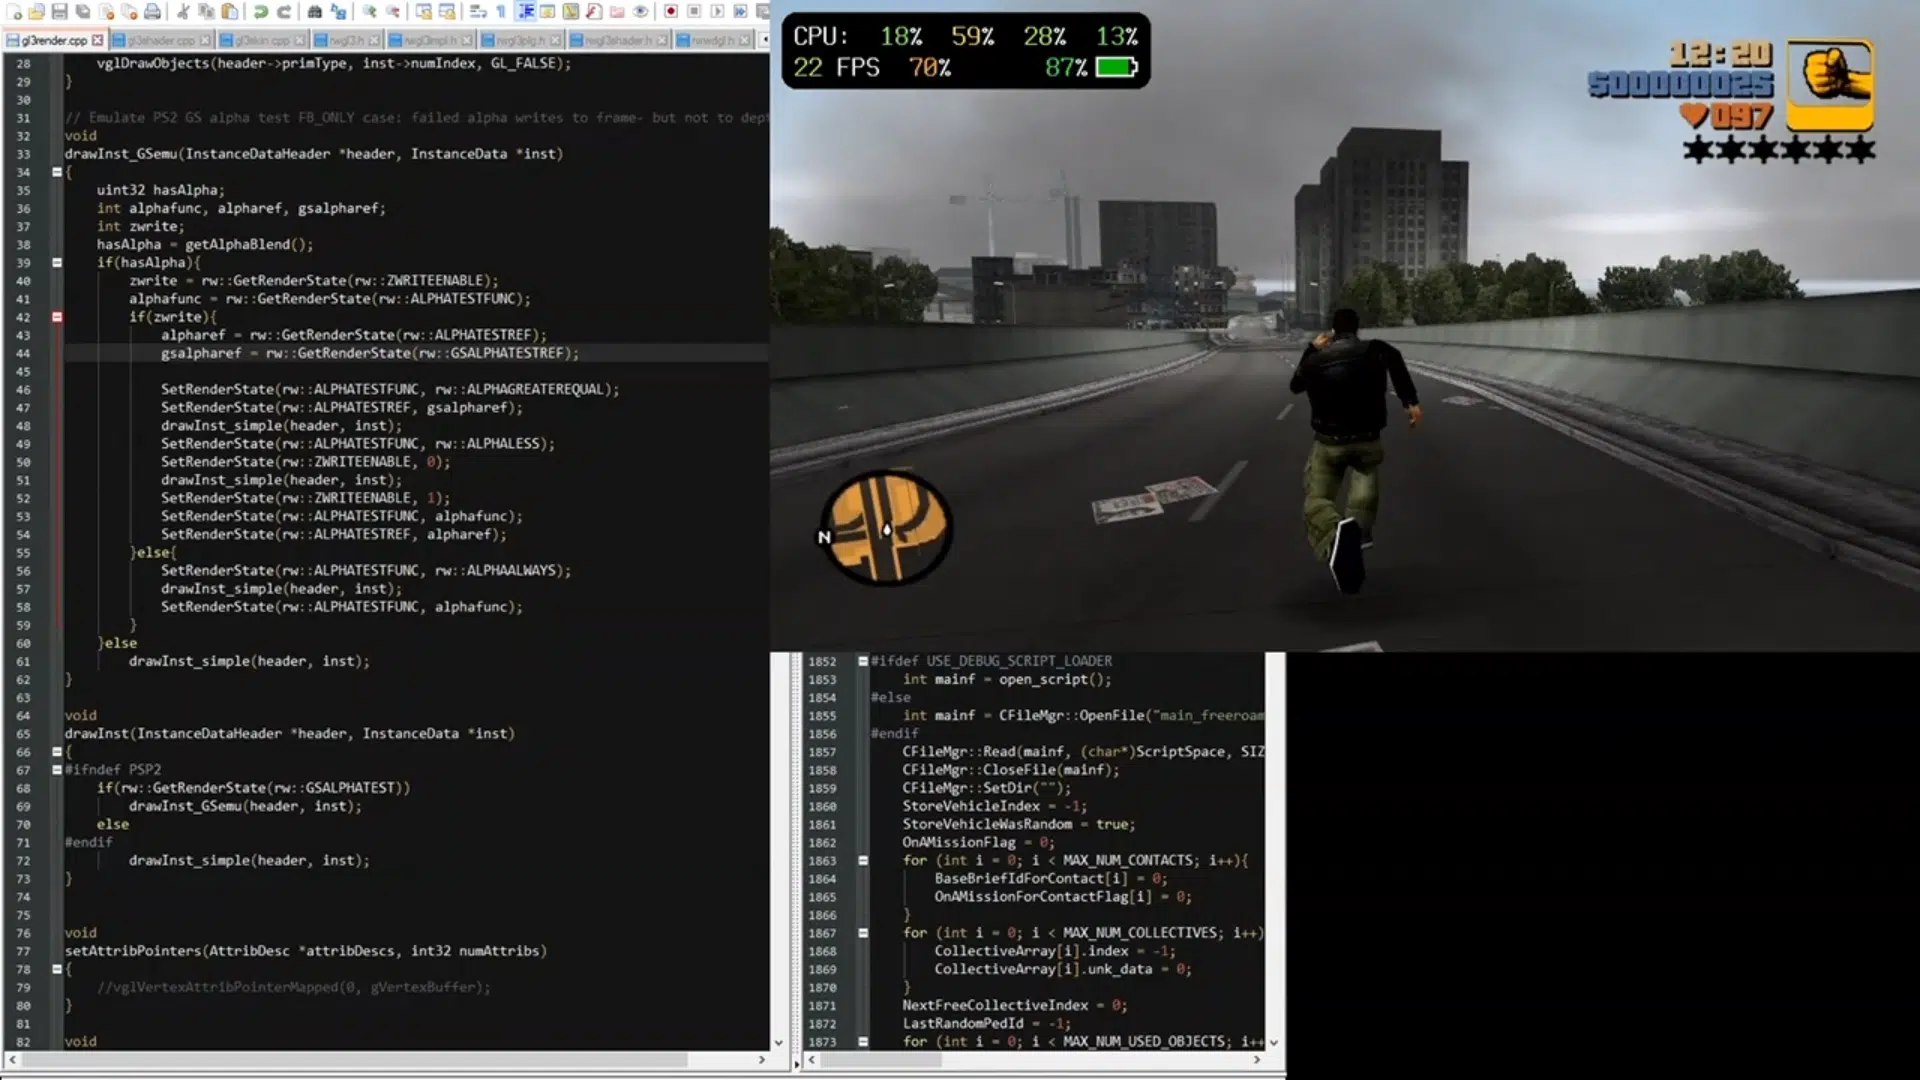 gl3render.cpp gl3shader.cpp gl3skin.cpp rwgl3.h rwgl3impl.h rwgl3plg.h rwgl3shader.h
28 vglDrawObjects(header->primType, inst->numIndex, GL_FALSE);
29 }
30
31 // Emulate PS2 GS alpha test FB_ONLY case: failed alpha writes to frame- but not to dept
32 void
33 drawInst_GSemu(InstanceDataHeader *header, InstanceData *inst)
34 {
35 uint32 hasAlpha;
36 int alphafunc, alpharef, gsalpharef;
37 int zwrite;
38 hasAlpha = getAlphaBlend();
39 if(hasAlpha){
40 zwrite = rw::GetRenderState(rw::ZWRITEENABLE);
41 alphafunc = rw::GetRenderState(rw::ALPHATESTFUNC);
42 if(zwrite){
43 alpharef = rw::GetRenderState(rw::ALPHATESTREF);
44 gsalpharef = rw::GetRenderState(rw::GSALPHATESTREF);
45
46 SetRenderState(rw::ALPHATESTFUNC, rw::ALPHAGREATEREQUAL);
47 SetRenderState(rw::ALPHATESTREF, gsalpharef);
48 drawInst_simple(header, inst);
49 SetRenderState(rw::ALPHATESTFUNC, rw::ALPHALESS);
50 SetRenderState(rw::ZWRITEENABLE, 0);
51 drawInst_simple(header, inst);
52 SetRenderState(rw::ZWRITEENABLE, 1);
53 SetRenderState(rw::ALPHATESTFUNC, alphafunc);
54 SetRenderState(rw::ALPHATESTREF, alpharef);
55 }else{
56 SetRenderState(rw::ALPHATESTFUNC, rw::ALPHAALWAYS);
57 drawInst_simple(header, inst);
58 SetRenderState(rw::ALPHATESTFUNC, alphafunc);
59 }
60 }else
61 drawInst_simple(header, inst);
62 }
63
64 void
65 drawInst(InstanceDataHeader *header, InstanceData *inst)
66 {
67 #ifndef PSP2
68 if(rw::GetRenderState(rw::GSALPHATEST))
69 drawInst_GSemu(header, inst);
70 else
71 #endif
72 drawInst_simple(header, inst);
73 }
74
75
76 void
77 setAttribPointers(AttribDesc *attribDescs, int32 numAttribs)
78 {
79 //vglVertexAttribPointerMapped(0, gVertexBuffer);
80 }
81
82 void
CPU: 18% 59% 28% 13%
22 FPS 70% 87%
12:20
$00000025
097
N
1852 #ifdef USE_DEBUG_SCRIPT_LOADER
1853 int mainf = open_script();
1854 #else
1855 int mainf = CFileMgr::OpenFile("main_freeroam
1856 #endif
1857 CFileMgr::Read(mainf, (char*)ScriptSpace, SIZ
1858 CFileMgr::CloseFile(mainf);
1859 CFileMgr::SetDir("");
1860 StoreVehicleIndex = -1;
1861 StoreVehicleWasRandom = true;
1862 OnAMissionFlag = 0;
1863 for (int i = 0; i < MAX_NUM_CONTACTS; i++){
1864 BaseBriefIdForContact[i] = 0;
1865 OnAMissionForContactFlag[i] = 0;
1866 }
1867 for (int i = 0; i < MAX_NUM_COLLECTIVES; i++)
1868 CollectiveArray[i].index = -1;
1869 CollectiveArray[i].unk_data = 0;
1870 }
1871 NextFreeCollectiveIndex = 0;
1872 LastRandomPedId = -1;
1873 for (int i = 0; i < MAX_NUM_USED_OBJECTS; i++